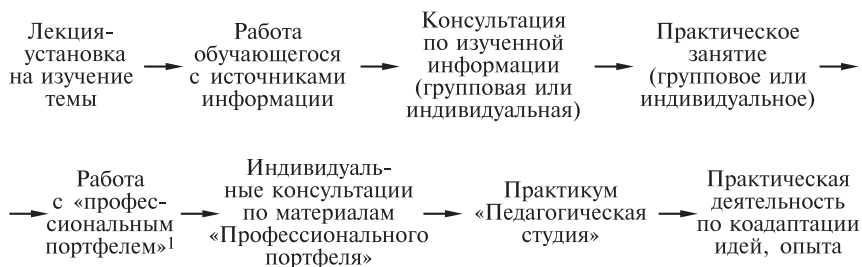 Лекция-
установка
на изучение
темы
Работа
обучающегося
с источниками
информации
Консультация
по изученной
информации
(групповая или
индивидуальная)
Практическое
занятие
(групповое или
индивидуальное)
Работа
с «профес-
сиональным
портфелем»¹
Индивидуаль-
ные консультации
по материалам
«Профессионального
портфеля»
Практикум
«Педагогическая
студия»
Практическая
деятельность
по коадаптации
идей, опыта